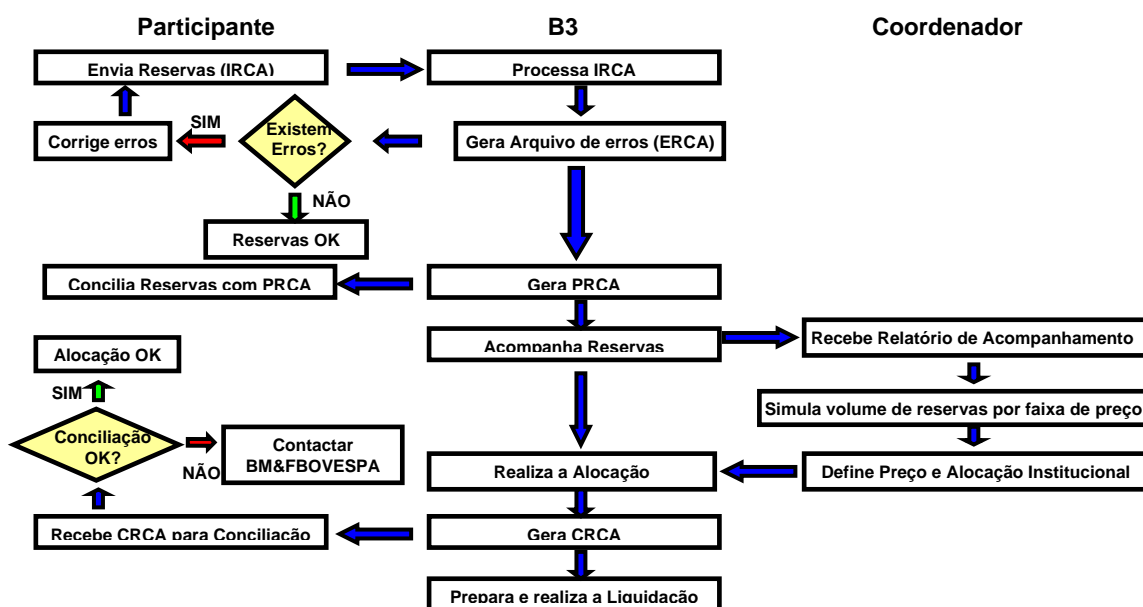 Participante
B3
Coordenador
Envia Reservas (IRCA)
Processa IRCA
SIM
Existem
Erros?
Corrige erros
Gera Arquivo de erros (ERCA)
NÃO
Reservas OK
Concilia Reservas com PRCA
Gera PRCA
Acompanha Reservas
Recebe Relatório de Acompanhamento
Alocação OK
SIM
Simula volume de reservas por faixa de preço
Conciliação
OK?
NÃO
Contactar
BM&FBOVESPA
Realiza a Alocação
Define Preço e Alocação Institucional
Recebe CRCA para Conciliação
Gera CRCA
Prepara e realiza a Liquidação